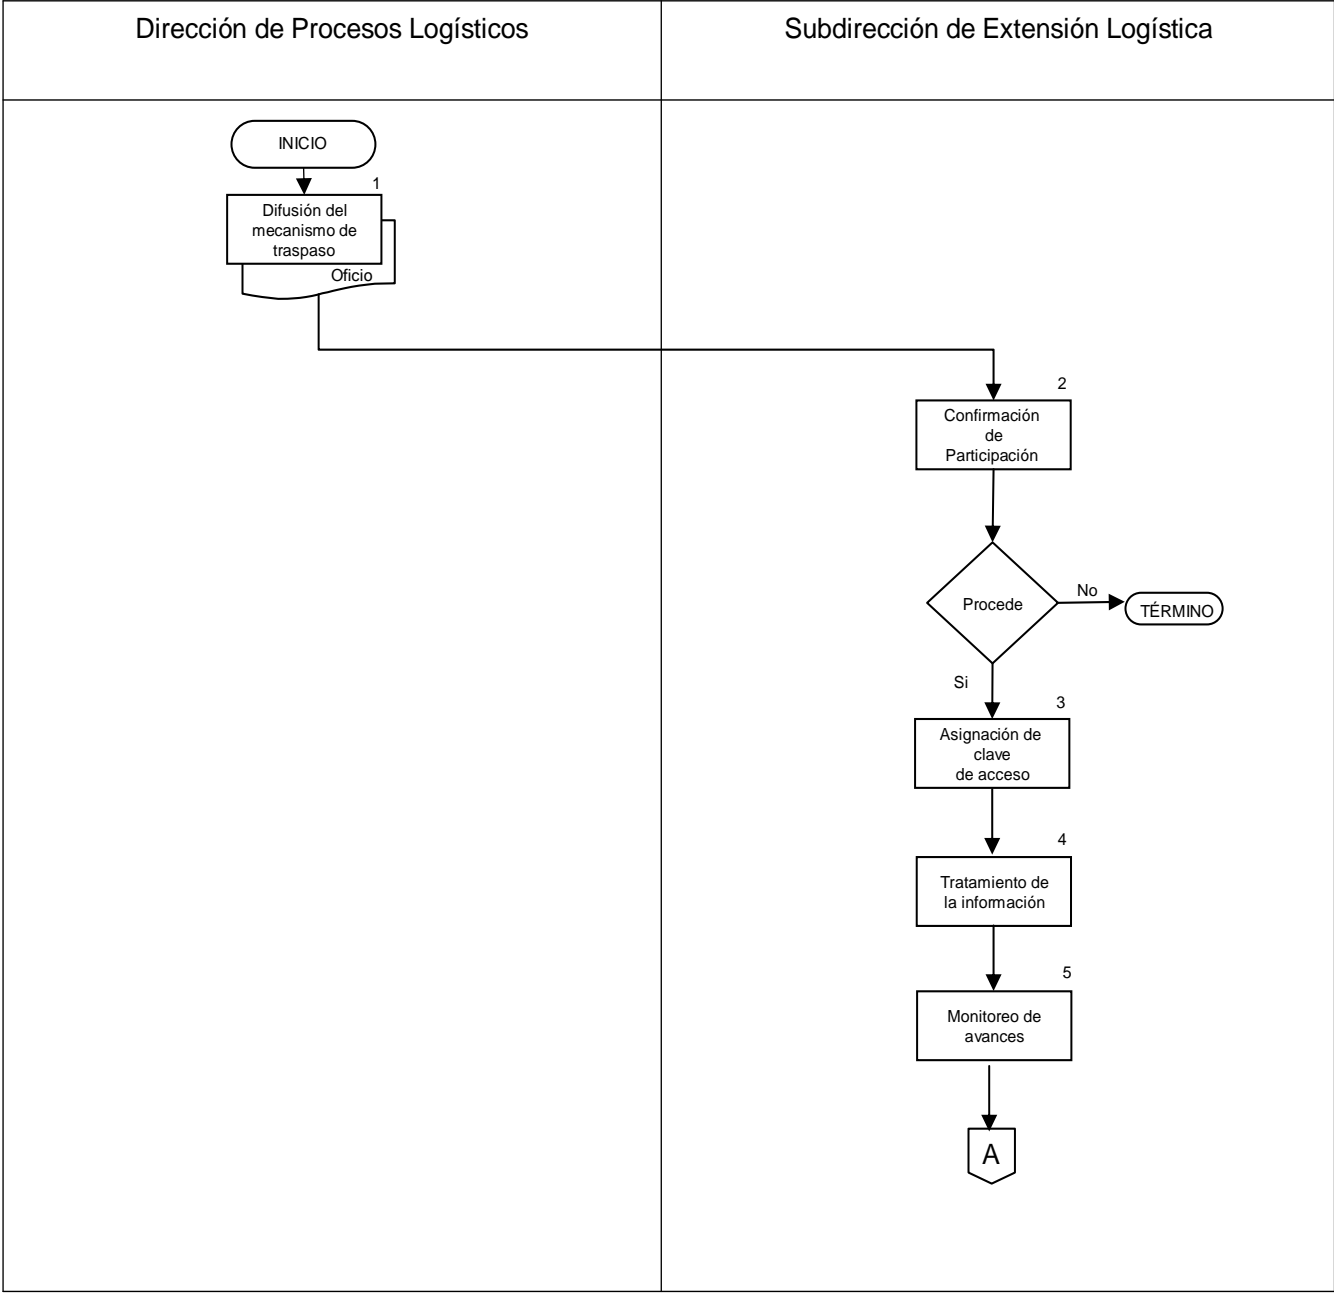 Dirección de Procesos Logísticos
Subdirección de Extensión Logística
INICIO
1
Difusión del
mecanismo de
traspaso
Oficio
2
Confirmación
de
Participación
Procede
No
TÉRMINO
Si
3
Asignación de
clave
de acceso
4
Tratamiento de
la información
5
Monitoreo de
avances
A